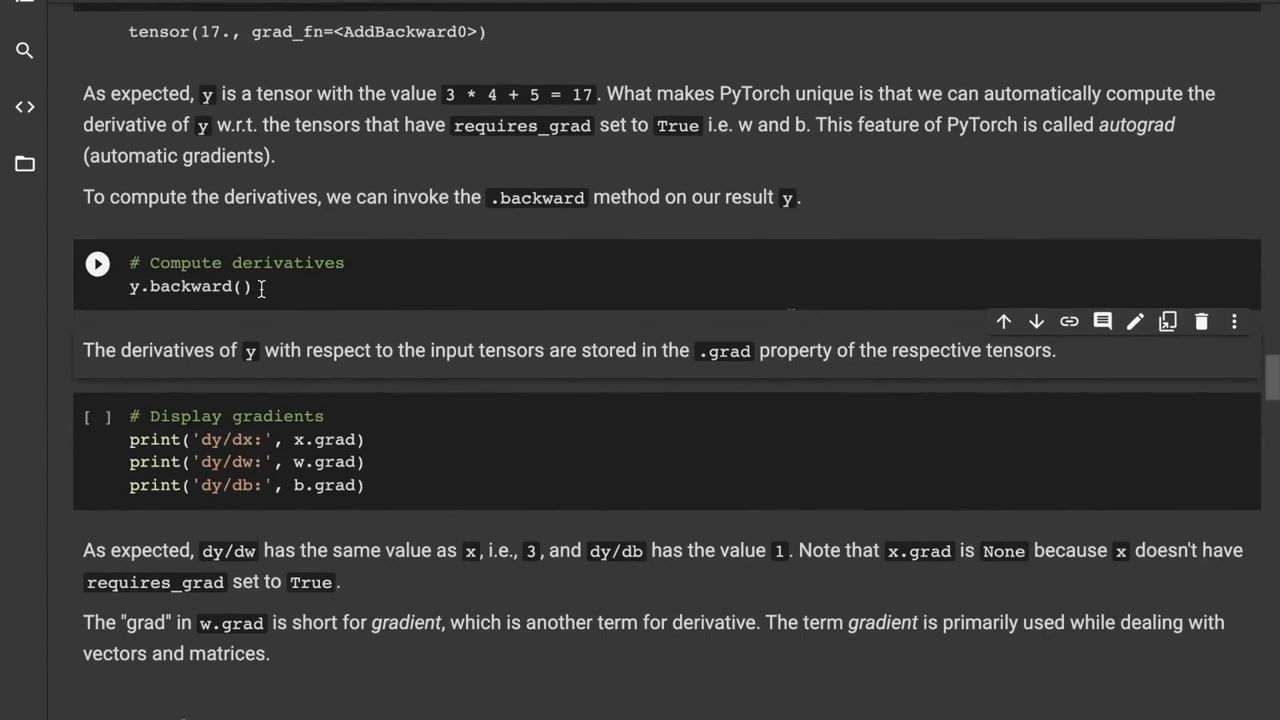 tensor(17., grad_fn=<AddBackward0>)
As expected, y is a tensor with the value 3 * 4 + 5 = 17. What makes PyTorch unique is that we can automatically compute the
derivative of y w.r.t. the tensors that have requires_grad set to True i.e. w and b. This feature of PyTorch is called autograd
(automatic gradients).
To compute the derivatives, we can invoke the .backward method on our result y.
# Compute derivatives
y.backward()
The derivatives of y with respect to the input tensors are stored in the .grad property of the respective tensors.
[ ] # Display gradients
print('dy/dx:', x.grad)
print('dy/dw:', w.grad)
print('dy/db:', b.grad)
As expected, dy/dw has the same value as x, i.e., 3, and dy/db has the value 1. Note that x.grad is None because x doesn't have
requires_grad set to True.
The "grad" in w.grad is short for gradient, which is another term for derivative. The term gradient is primarily used while dealing with
vectors and matrices.